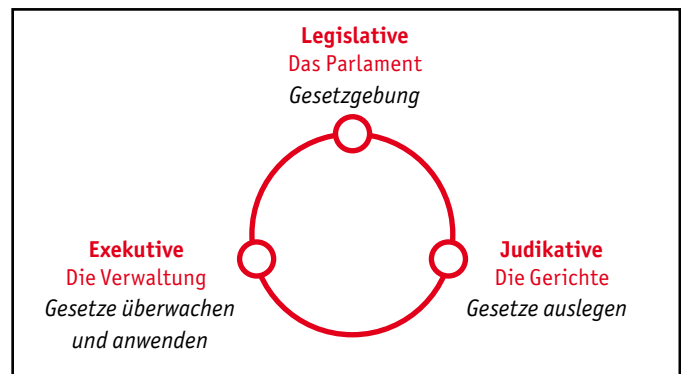 Legislative
Das Parlament
Gesetzgebung
Exekutive
Die Verwaltung
Gesetze überwachen
und anwenden
Judikative
Die Gerichte
Gesetze auslegen